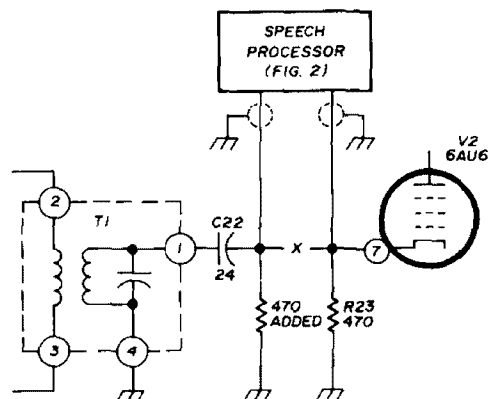 SPEECH
PROCESSOR
(FIG. 2)
V2
6AU6
2
T1
C22
1
X
7
24
470
ADDED
R23
470
3
4